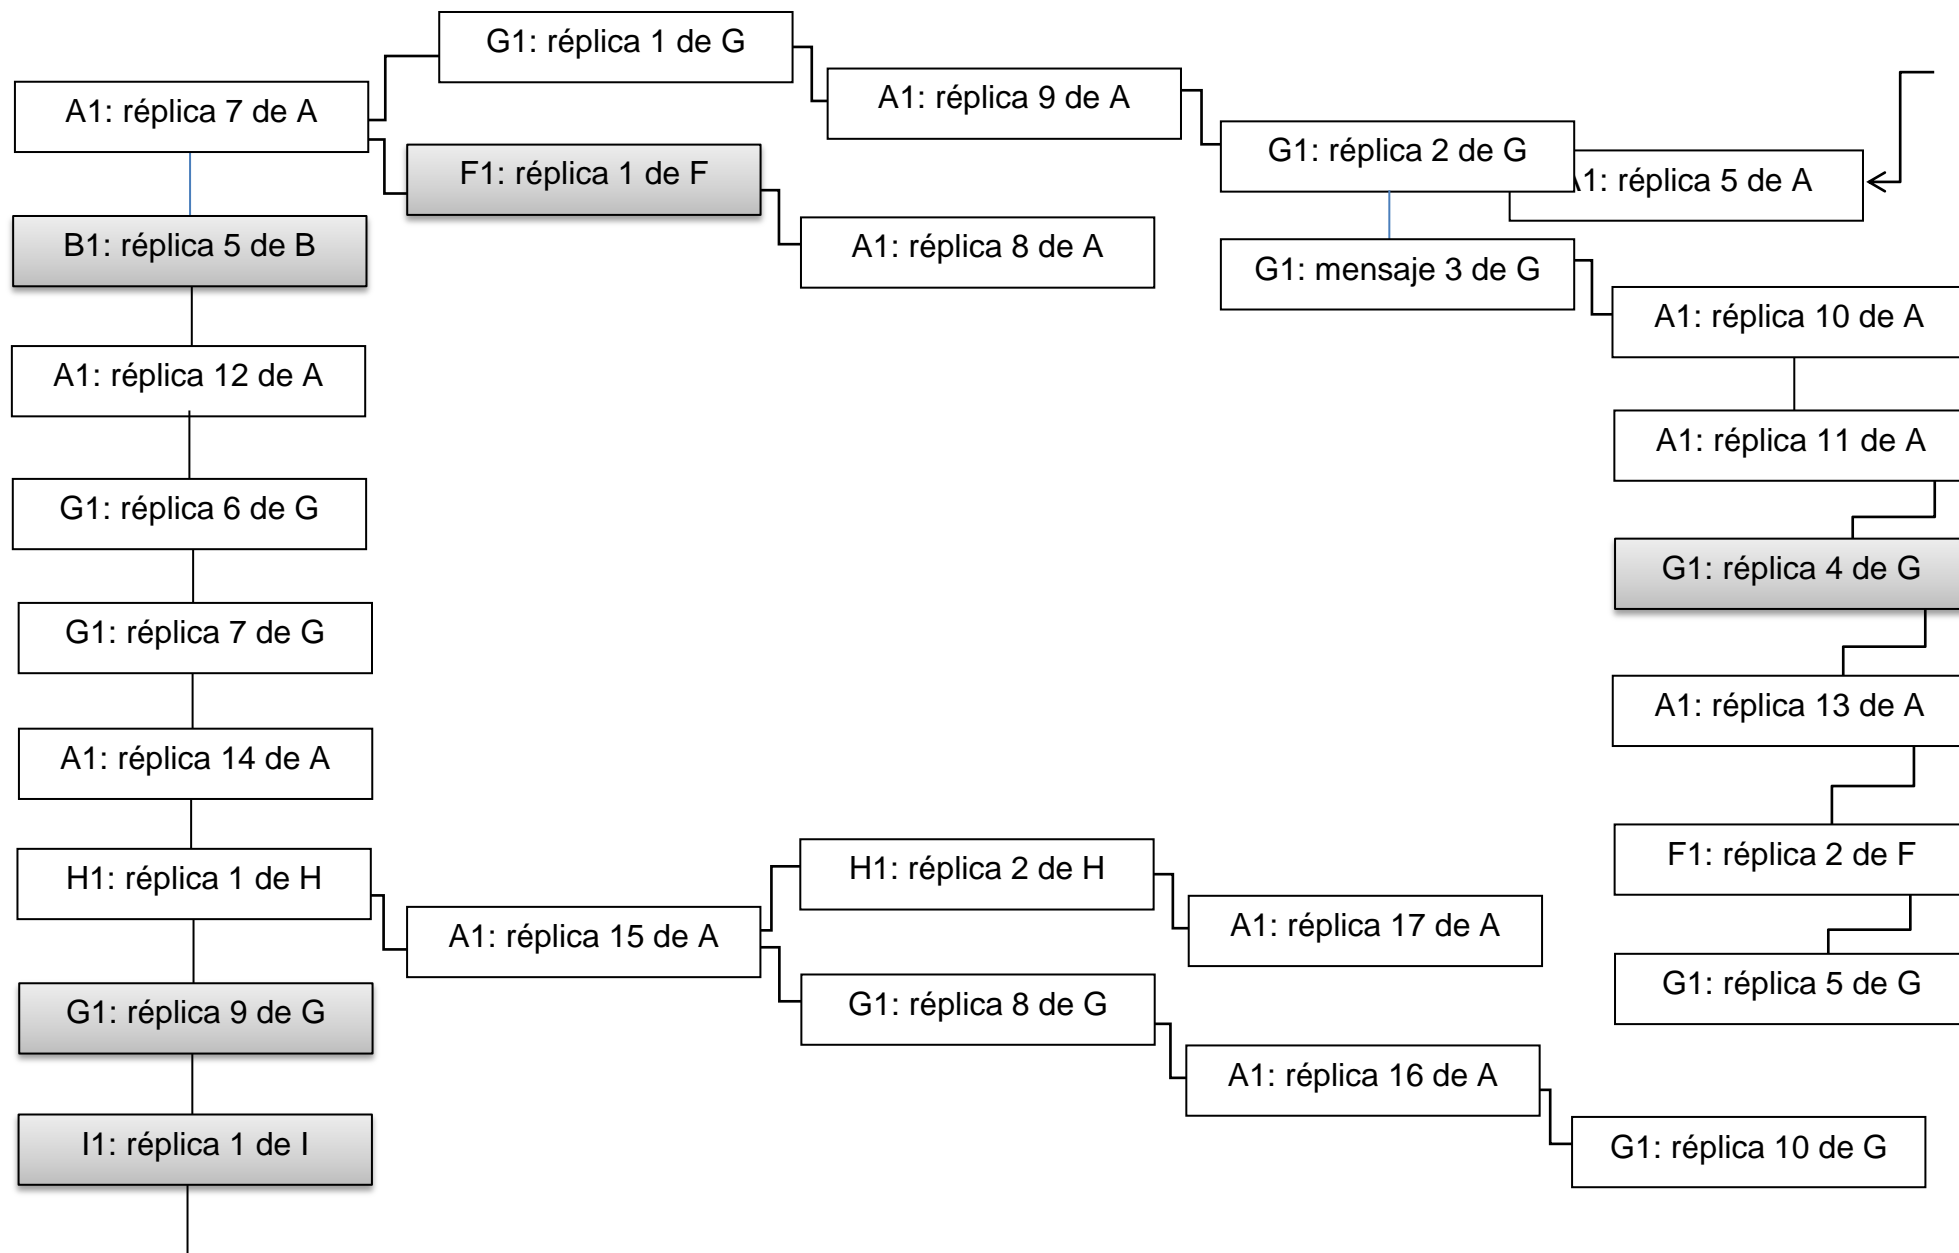 G1: réplica 1 de G
A1: réplica 7 de A
A1: réplica 9 de A
G1: réplica 2 de G
F1: réplica 1 de F
1: réplica 5 de A
B1: réplica 5 de B
A1: réplica 8 de A
G1: mensaje 3 de G
A1: réplica 10 de A
A1: réplica 12 de A
A1: réplica 11 de A
G1: réplica 6 de G
G1: réplica 4 de G
G1: réplica 7 de G
A1: réplica 13 de A
A1: réplica 14 de A
H1: réplica 1 de H
H1: réplica 2 de H
F1: réplica 2 de F
A1: réplica 15 de A
A1: réplica 17 de A
G1: réplica 9 de G
G1: réplica 8 de G
G1: réplica 5 de G
A1: réplica 16 de A
I1: réplica 1 de I
G1: réplica 10 de G